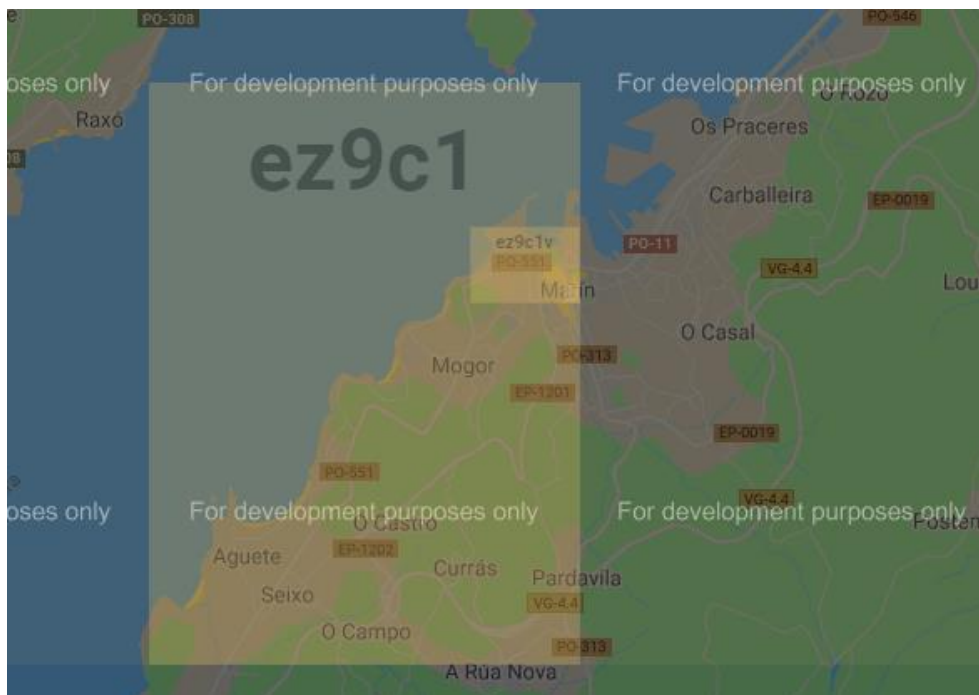 PO-308
PO-546
oses only
For development purposes only
For development purposes only
O Rozo
Raxó
Os Praceres
ez9c1
Carballeira
EP-0019
ez9c1v
PO-11
PO-551
VG-4.4
Lou
Marín
O Casal
PO-313
Mogor
EP-1201
EP-0019
PO-551
VG-4.4
oses only
For development purposes only
For development purposes only
O Castro
Posten
EP-1202
Aguete
Currás
Pardavila
Seixo
VG-4.4
O Campo
PO-313
A Rúa Nova